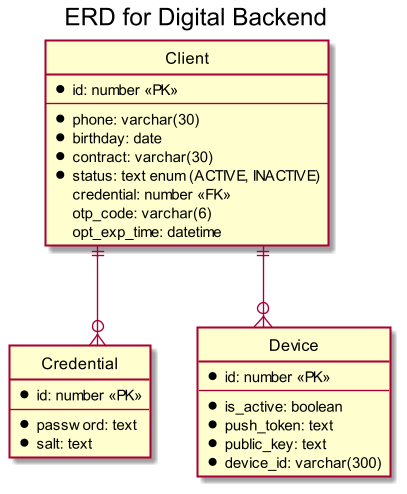 ERD for Digital Backend
Client
id: number «PK»
phone: varchar(30)
birthday: date
contract: varchar(30)
status: text enum (ACTIVE, INACTIVE)
credential: number «FK»
otp_code: varchar(6)
opt_exp_time: datetime
Credential
id: number «PK»
password: text
salt: text
Device
id: number «PK»
is_active: boolean
push_token: text
public_key: text
device_id: varchar(300)